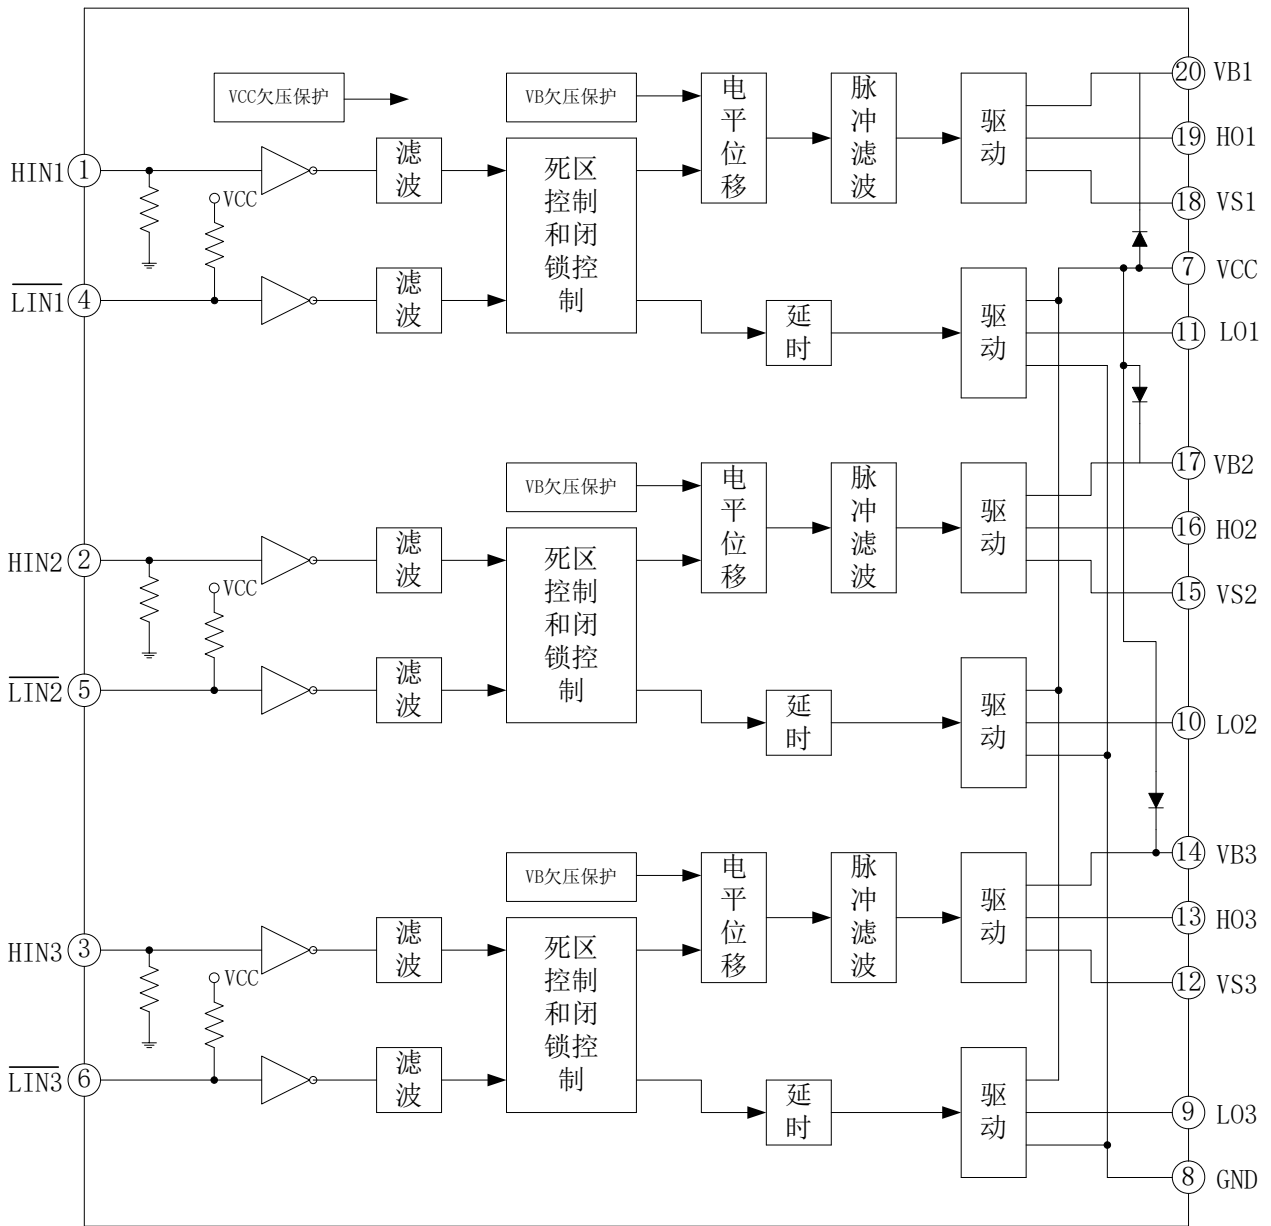 20 VB1
VCC欠压保护
VB欠压保护
电平位移
脉冲滤波
驱动
19 HO1
HIN1 1
滤波
死区控制和闭锁控制
VCC
18 VS1
7 VCC
LIN1 4
滤波
延时
驱动
11 LO1
VB欠压保护
电平位移
脉冲滤波
驱动
17 VB2
16 HO2
HIN2 2
滤波
死区控制和闭锁控制
VCC
15 VS2
LIN2 5
滤波
延时
驱动
10 LO2
VB欠压保护
电平位移
脉冲滤波
驱动
14 VB3
13 HO3
HIN3 3
滤波
死区控制和闭锁控制
VCC
12 VS3
LIN3 6
滤波
延时
驱动
9 LO3
8 GND